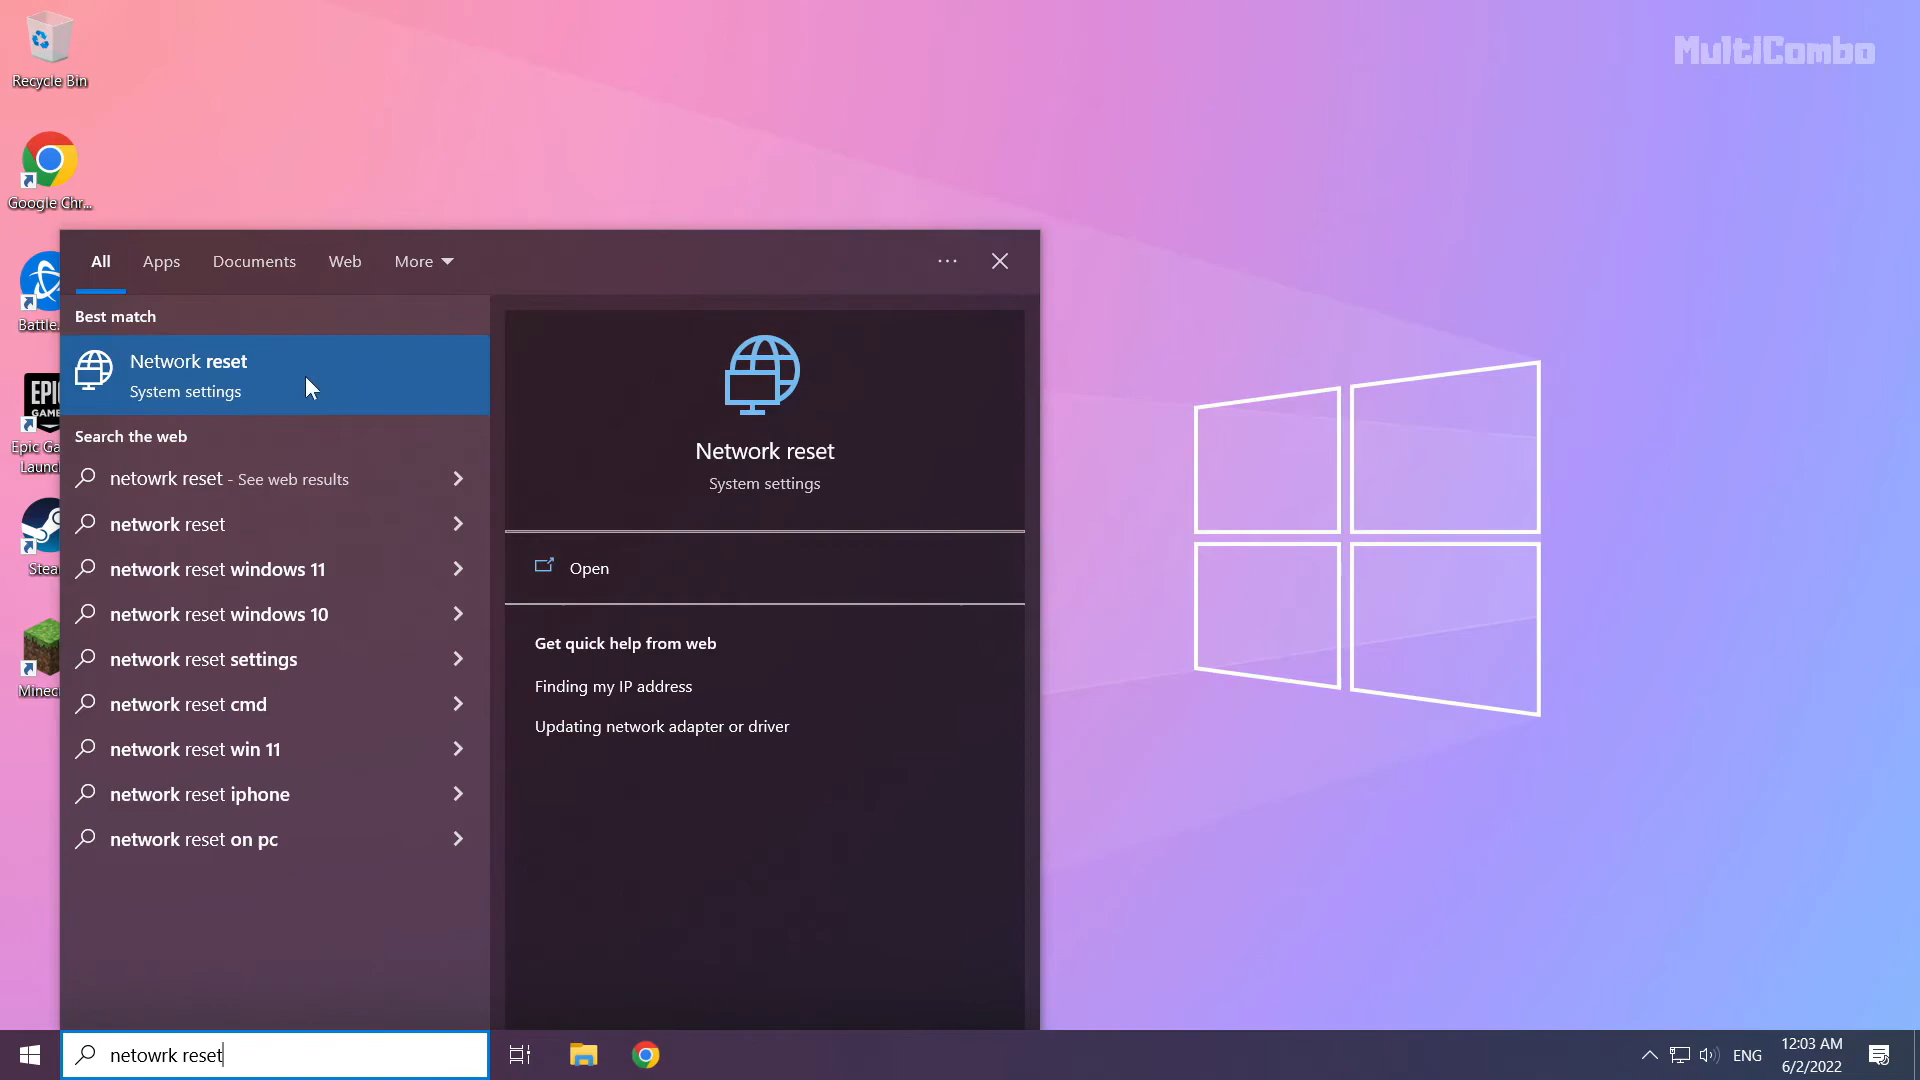 Recycle Bin
MultiCombo
Google Chr...
Battle.
EPIC
GAM
Epic Ga
Launc
Stea
Minec
All Apps Documents Web More
Best match
Network reset
System settings
Search the web
netowrk reset - See web results
network reset
network reset windows 11
network reset windows 10
network reset settings
network reset cmd
network reset win 11
network reset iphone
network reset on pc
Network reset
System settings
Open
Get quick help from web
Finding my IP address
Updating network adapter or driver
netowrk reset
ENG
12:03 AM
6/2/2022